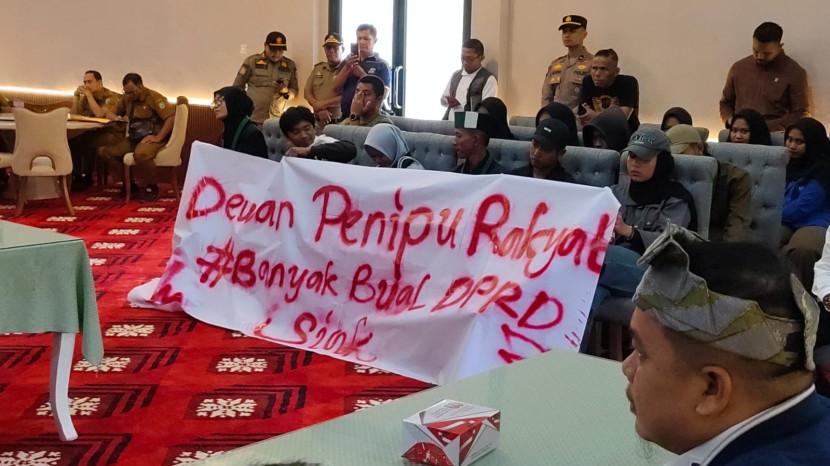 Dewan Penipu Rakyat
#Banyak Bual DPRD
Siak